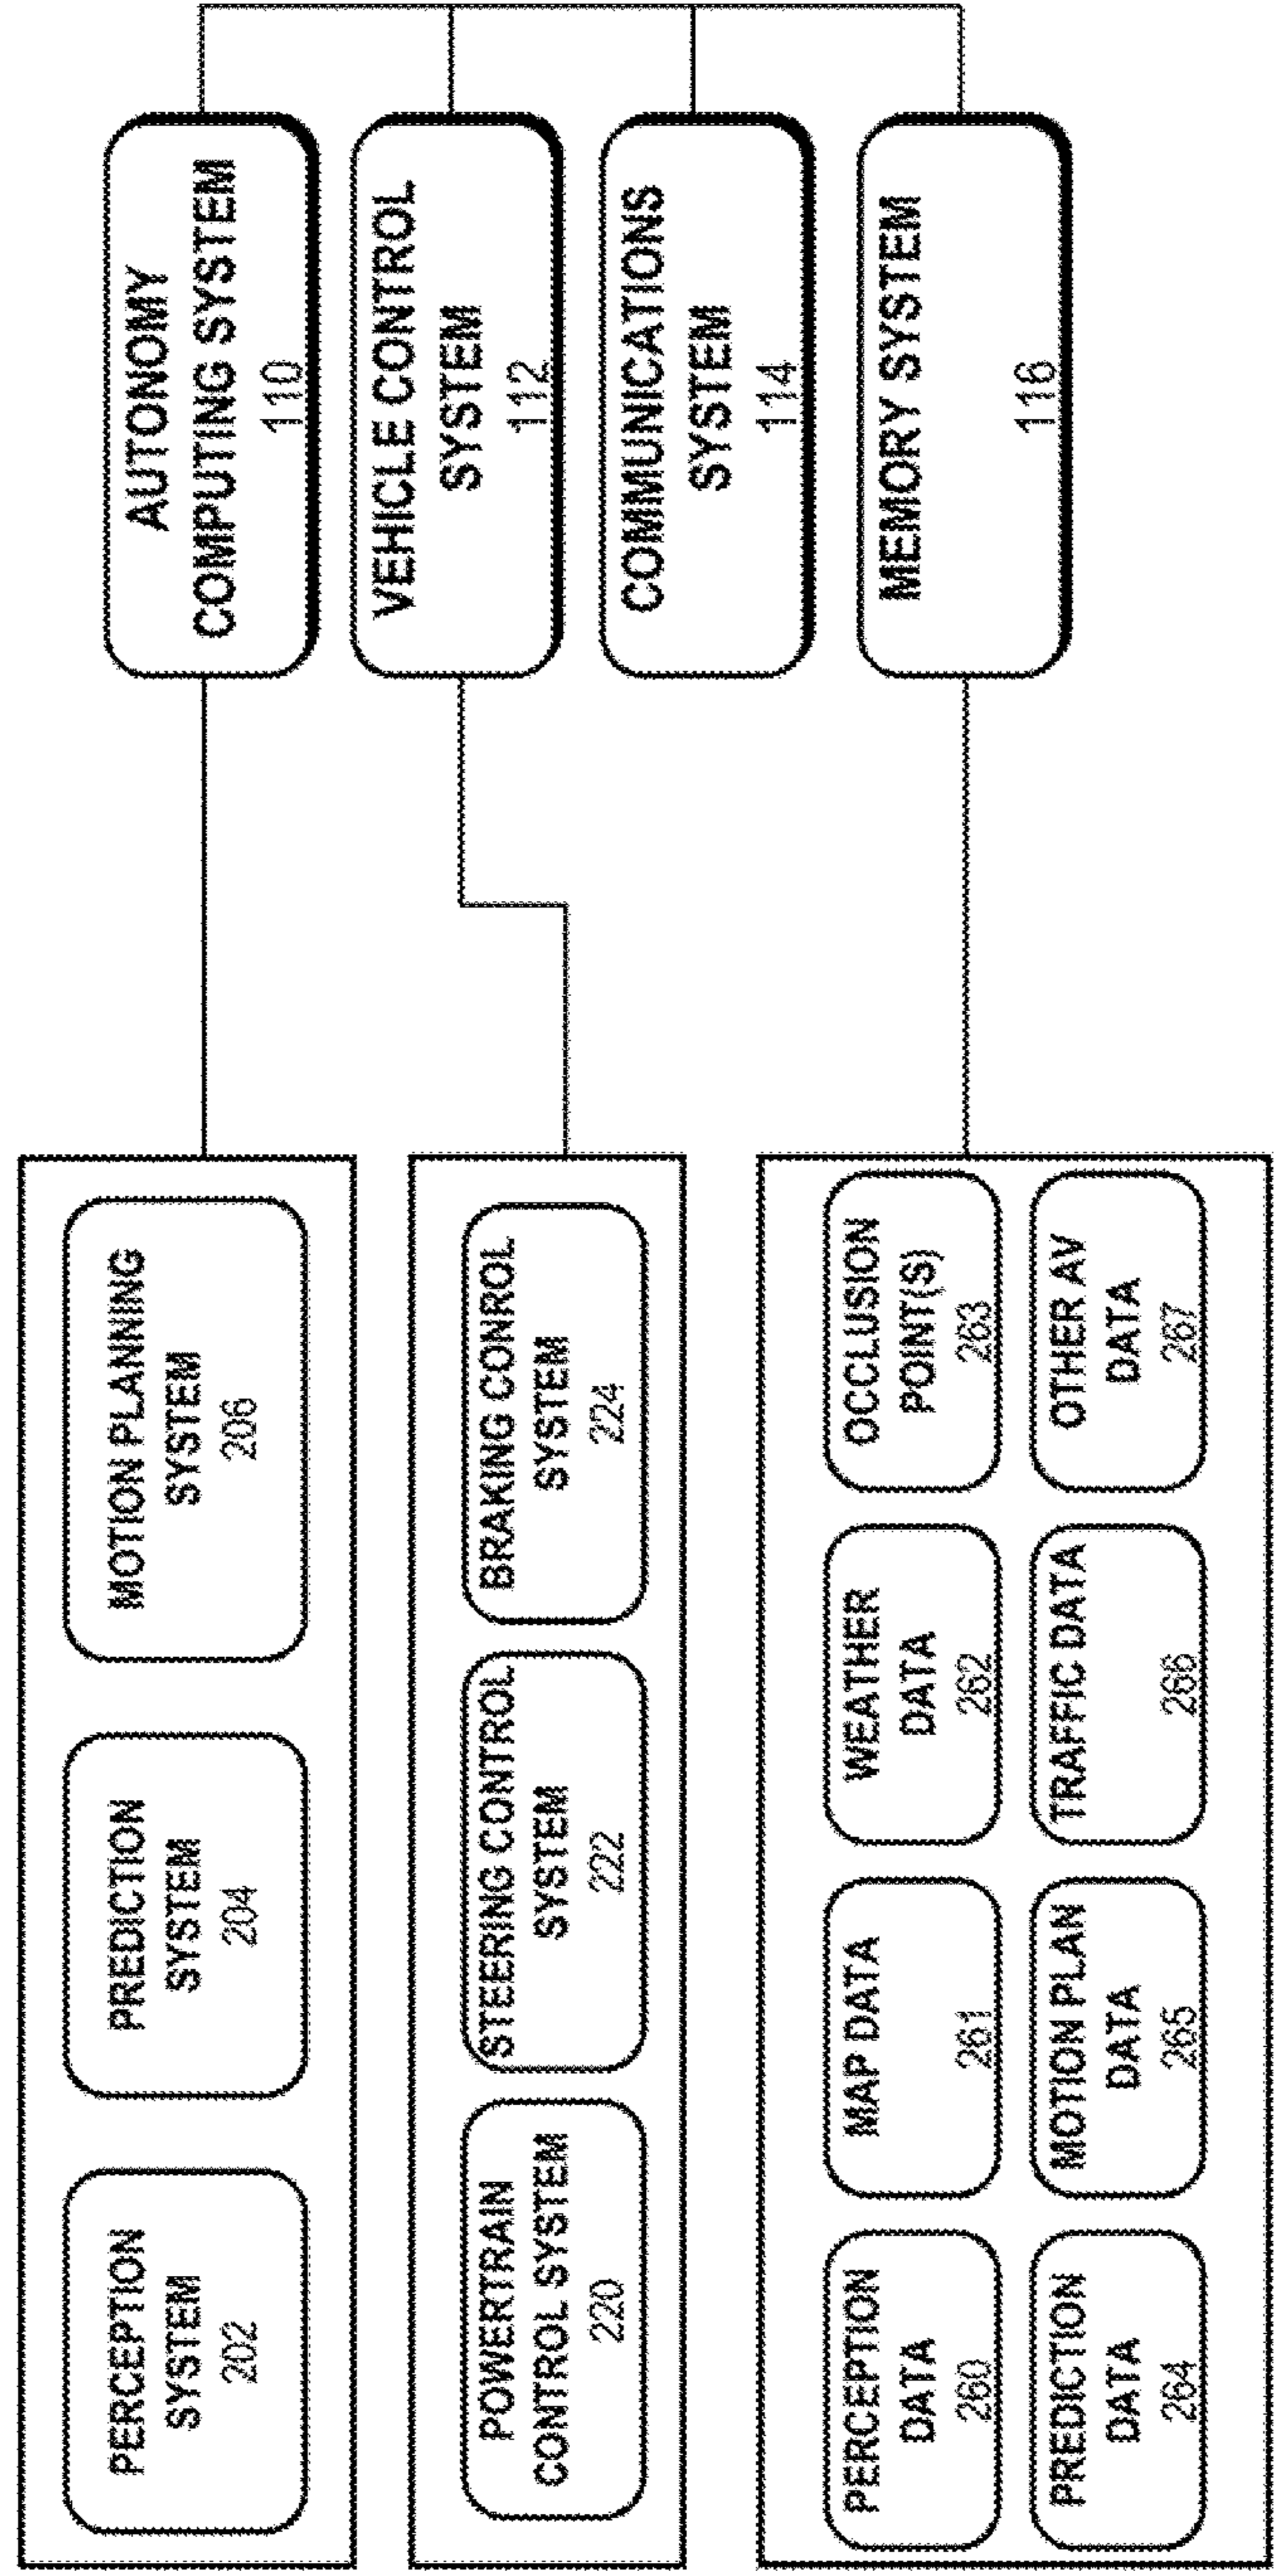 PERCEPTION
SYSTEM
202
PREDICTION
SYSTEM
204
MOTION PLANNING
SYSTEM
206
AUTONOMY
COMPUTING SYSTEM
110
POWERTRAIN
CONTROL SYSTEM
220
STEERING CONTROL
SYSTEM
222
BRAKING CONROL
SYSTEM
224
VEHICLE CONTROL
SYSTEM
112
COMMUNICATIONS
SYSTEM
114
PERCEPTION
DATA
260
MAP DATA
261
WEATHER
DATA
262
OCCLUSION
POINT(S)
263
PREDICTION
DATA
264
MOTION PLAN
DATA
265
TRAFFIC DATA
266
OTHER AV
DATA
267
MEMORY SYSTEM
116